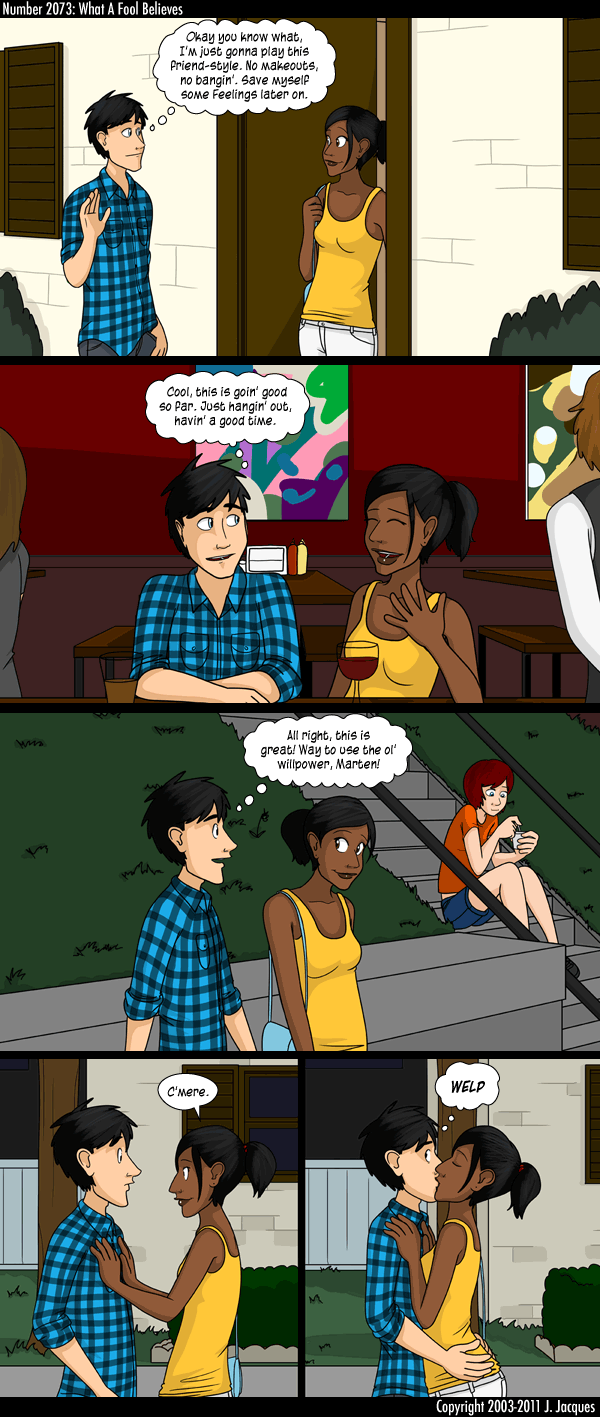 Number 2073: What A Fool Believes
Okay you know what,
I'm just gonna play this
friend-style. No makeouts,
no bangin'. Save myself
some feelings later on.
Cool, this is goin' good
so far. Just hangin' out,
havin' a good time.
All right, this is
great! Way to use the ol'
willpower, Marten!
C'mere.
WELP
Copyright 2003-2011 J. Jacques